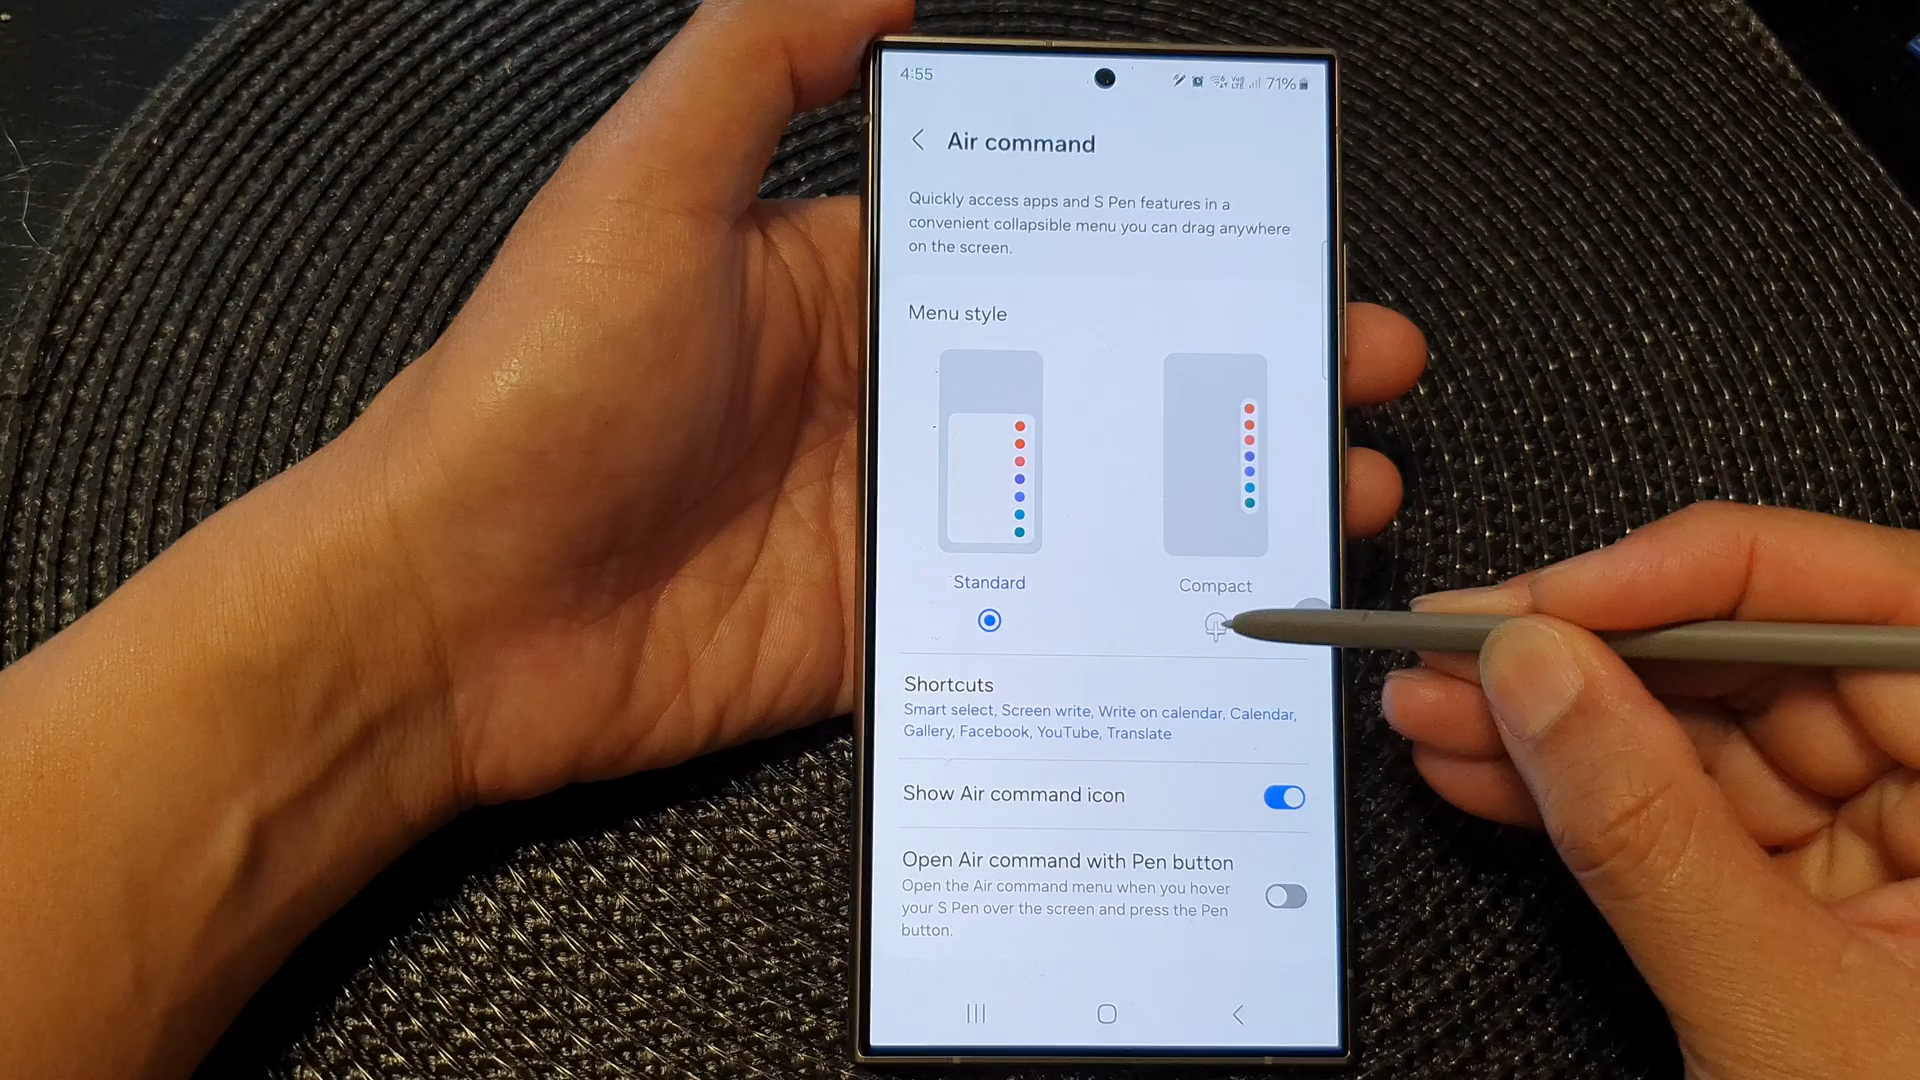 4:55
71%
Air command
Quickly access apps and S Pen features in a
convenient collapsible menu you can drag anywhere
on the screen.
Menu style
Standard
Compact
Shortcuts
Smart select, Screen write, Write on calendar, Calendar,
Gallery, Facebook, YouTube, Translate
Show Air command icon
Open Air command with Pen button
Open the Air command menu when you hover
your S Pen over the screen and press the Pen
button.